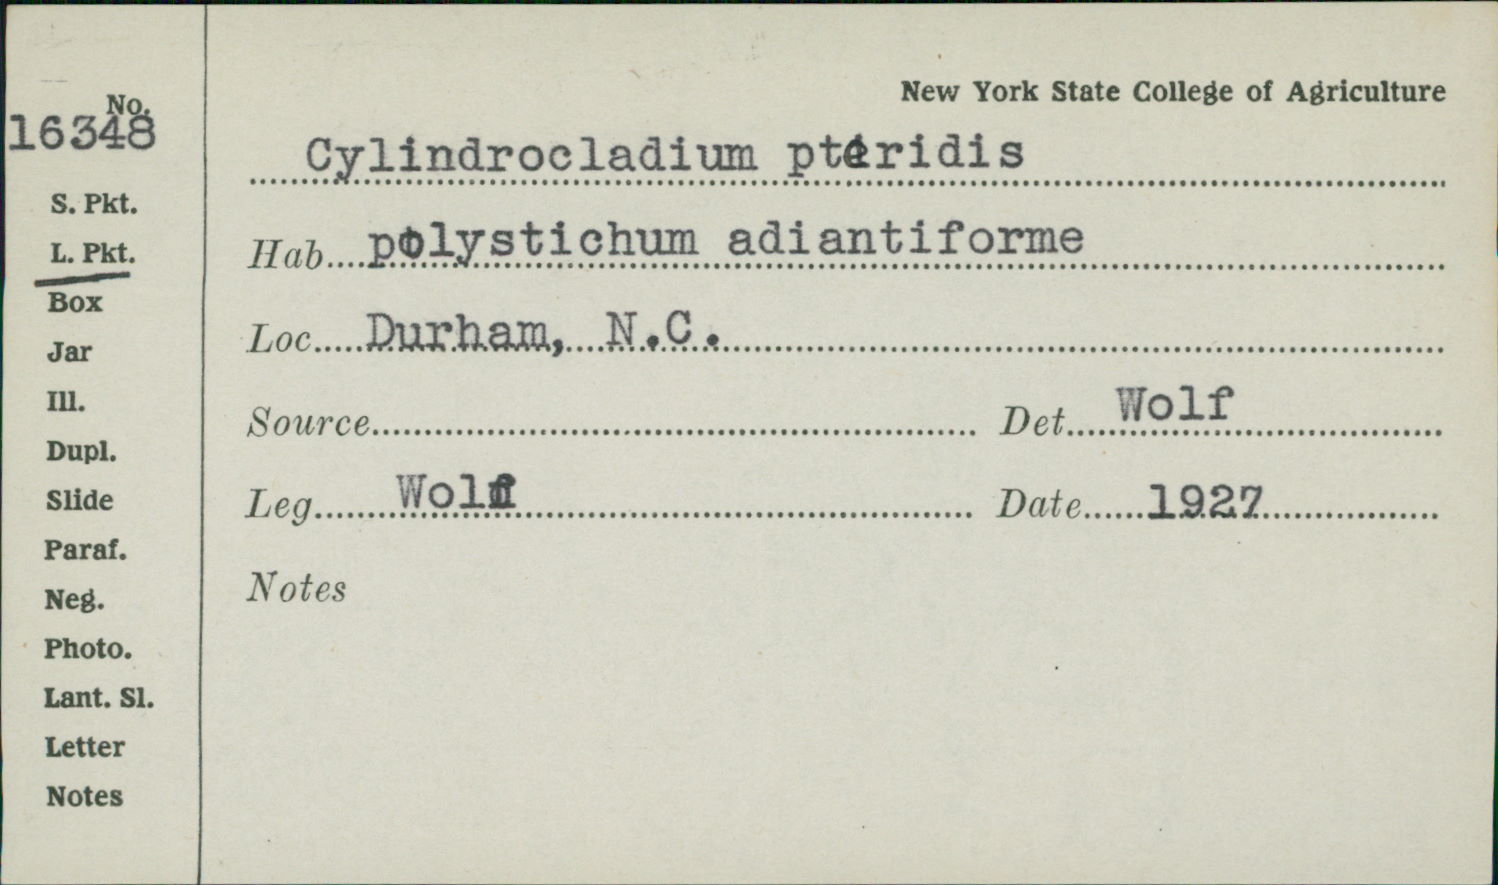 New York State College of Agriculture
No.
16348
Cylindrocladium pteridis
S. Pkt.
L. Pkt.
Box
Jar
Ill.
Dupl.
Slide
Paraf.
Neg.
Photo.
Lant. Sl.
Letter
Notes
Hab....polystichum adiantiforme
Loc.....Durham, N.C.
Source
Det....Wolf
Leg......Wolf
Date......1927
Notes